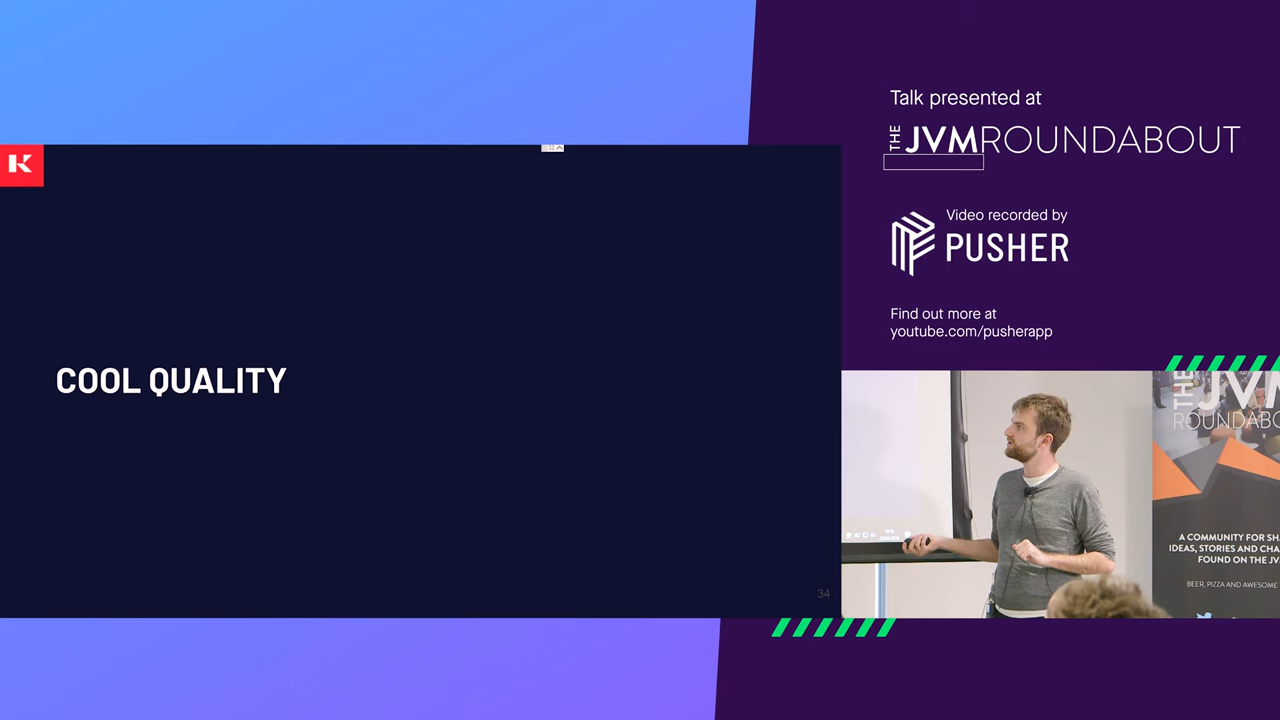 K
COOL QUALITY
34
Talk presented at
THE JVMROUNDABOUT
Video recorded by
PUSHER
Find out more at
youtube.com/pusherapp
THE JVM
ROUNDABO
A COMMUNITY FOR SH
IDEAS, STORIES AND CHA
FOUND ON THE JV
BEER, PIZZA AND AWESOME